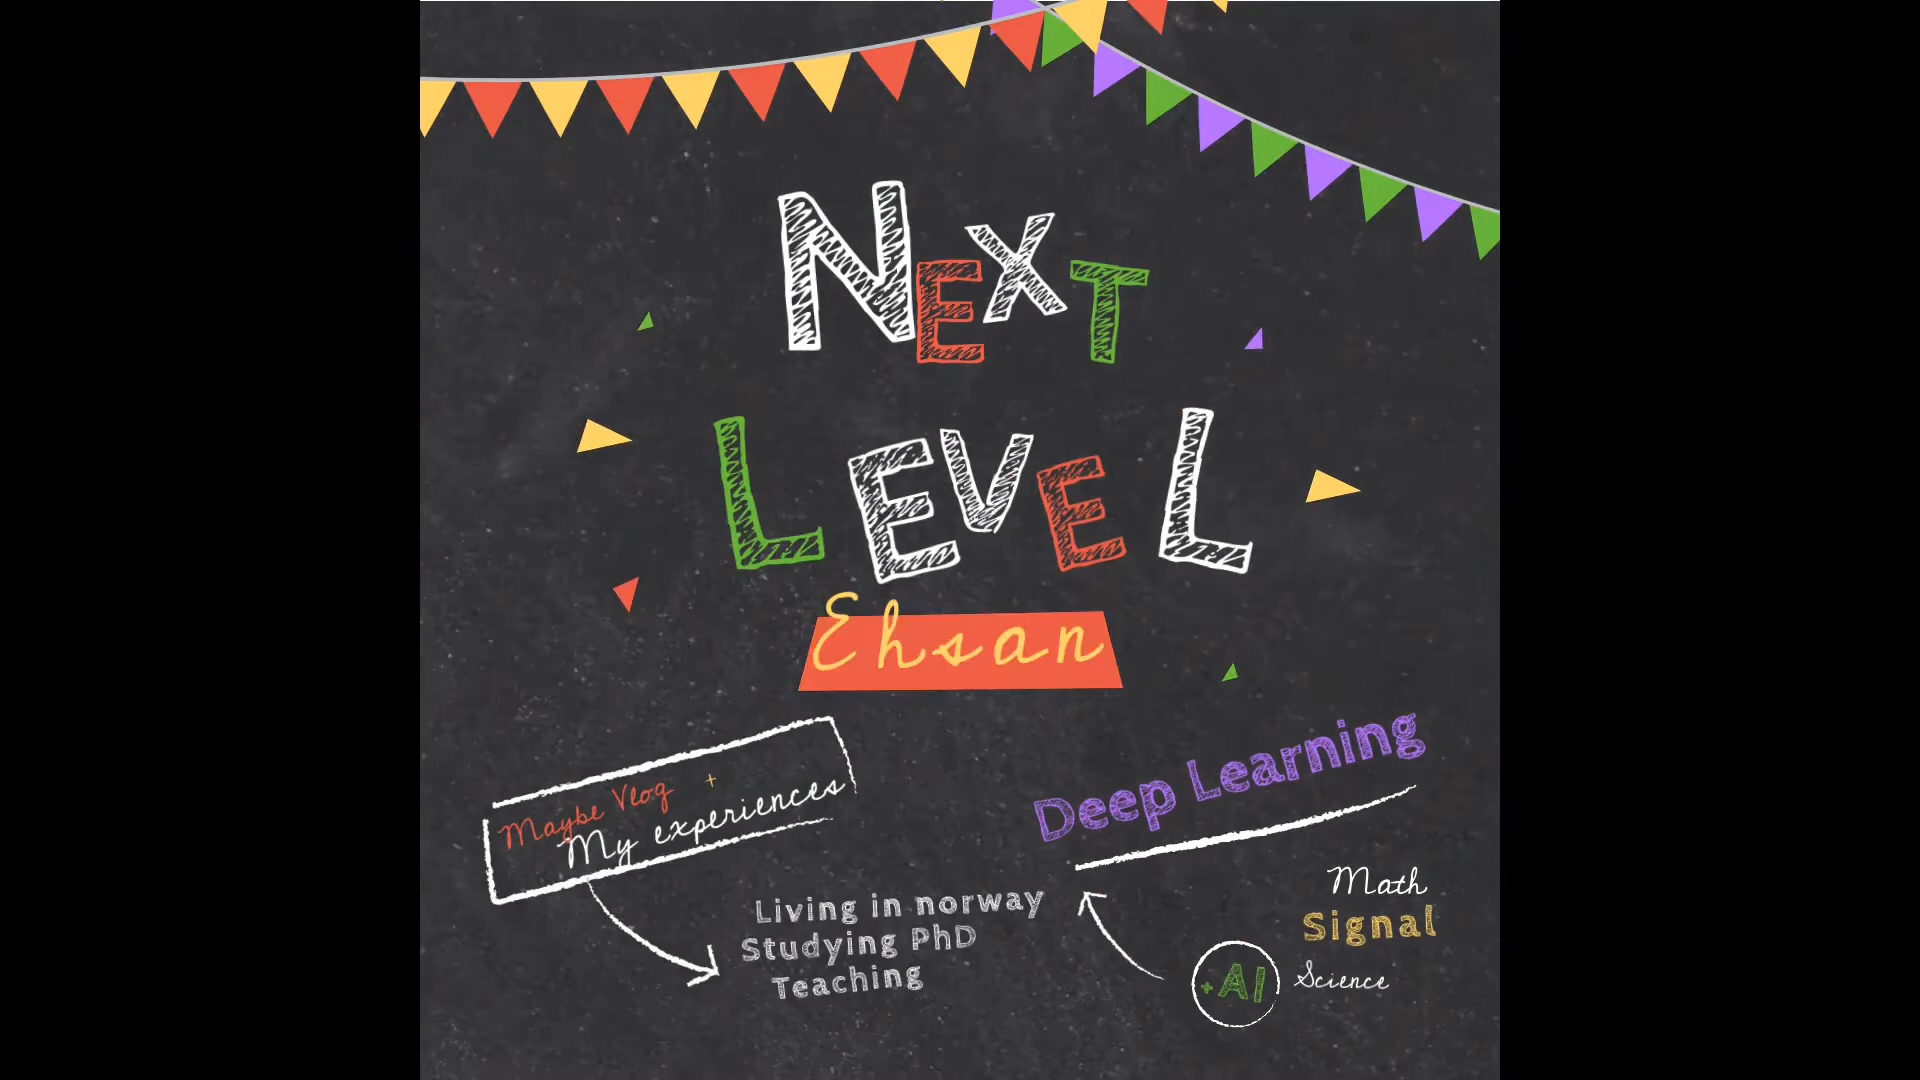 NEXT
LEVEL
Ehsan
Maybe Vlog +
My experiences
Living in norway
Studying PhD
Teaching
Deep Learning
Math
Signal
+AI Science